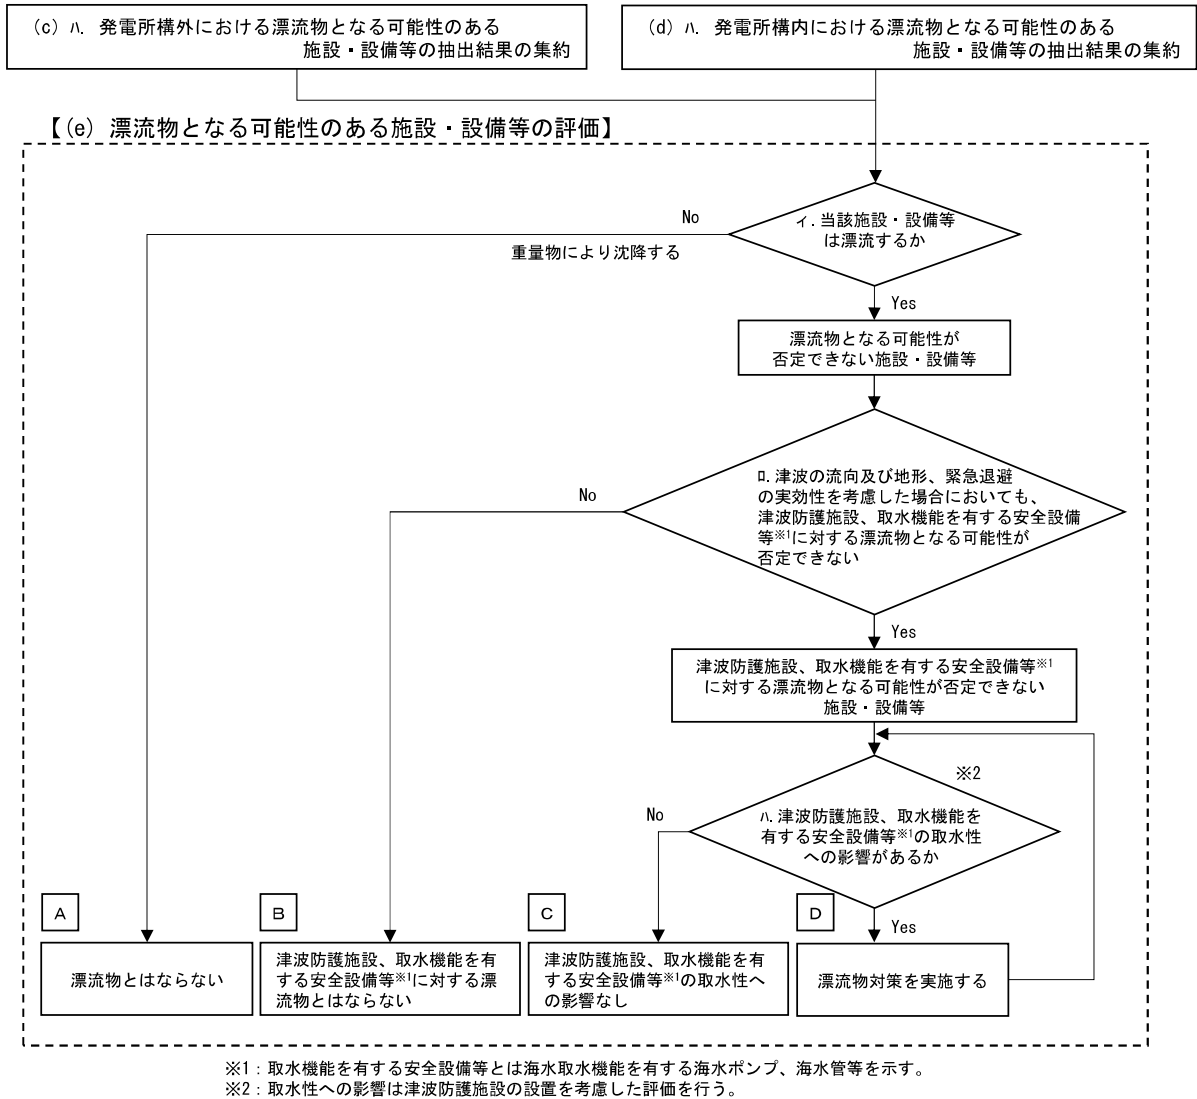 (c) ハ. 発電所構外における漂流物となる可能性のある
施設・設備等の抽出結果の集約
(d) ハ. 発電所構内における漂流物となる可能性のある
施設・設備等の抽出結果の集約
【(e) 漂流物となる可能性のある施設・設備等の評価】
イ. 当該施設・設備等
は漂流するか
No
重量物により沈降する
Yes
漂流物となる可能性が
否定できない施設・設備等
ロ. 津波の流向及び地形、緊急退避
の実効性を考慮した場合においても、
津波防護施設、取水機能を有する安全設備
等※1に対する漂流物となる可能性が
否定できない
No
Yes
津波防護施設、取水機能を有する安全設備等※1
に対する漂流物となる可能性が否定できない
施設・設備等
※2
ハ. 津波防護施設、取水機能を
有する安全設備等※1の取水性
への影響があるか
No
Yes
A
漂流物とはならない
B
津波防護施設、取水機能を有
する安全設備等※1に対する漂
流物とはならない
C
津波防護施設、取水機能を有
する安全設備等※1の取水性へ
の影響なし
D
漂流物対策を実施する
※1：取水機能を有する安全設備等とは海水取水機能を有する海水ポンプ、海水管等を示す。
※2：取水性への影響は津波防護施設の設置を考慮した評価を行う。